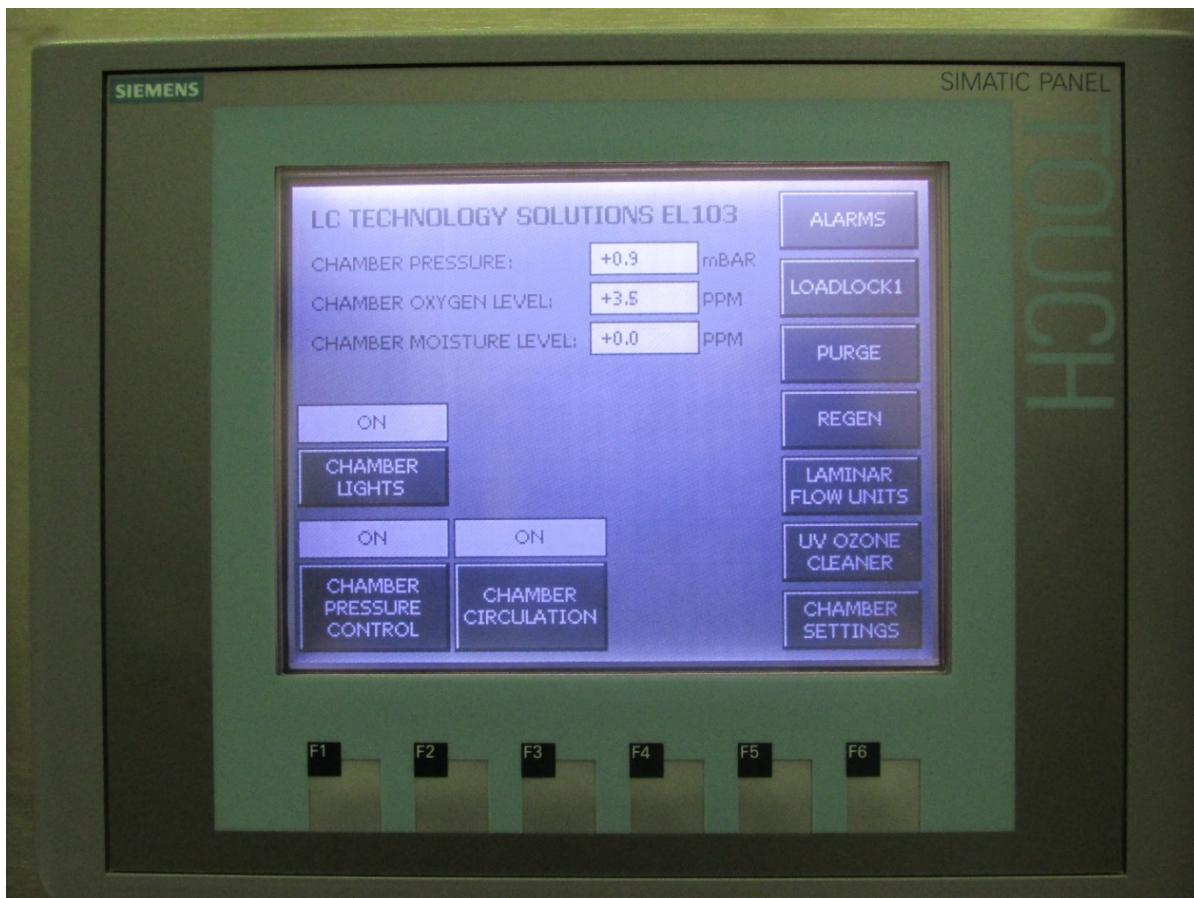 SIEMENS
SIMATIC PANEL
TOUCH
LC TECHNOLOGY SOLUTIONS EL103
CHAMBER PRESSURE: +0.9 mBAR
CHAMBER OXYGEN LEVEL: +3.5 PPM
CHAMBER MOISTURE LEVEL: +0.0 PPM
ON
CHAMBER
LIGHTS
ON
CHAMBER
PRESSURE
CONTROL
ON
CHAMBER
CIRCULATION
ALARMS
LOADLOCK1
PURGE
REGEN
LAMINAR
FLOW UNITS
UV OZONE
CLEANER
CHAMBER
SETTINGS
F1 F2 F3 F4 F5 F6